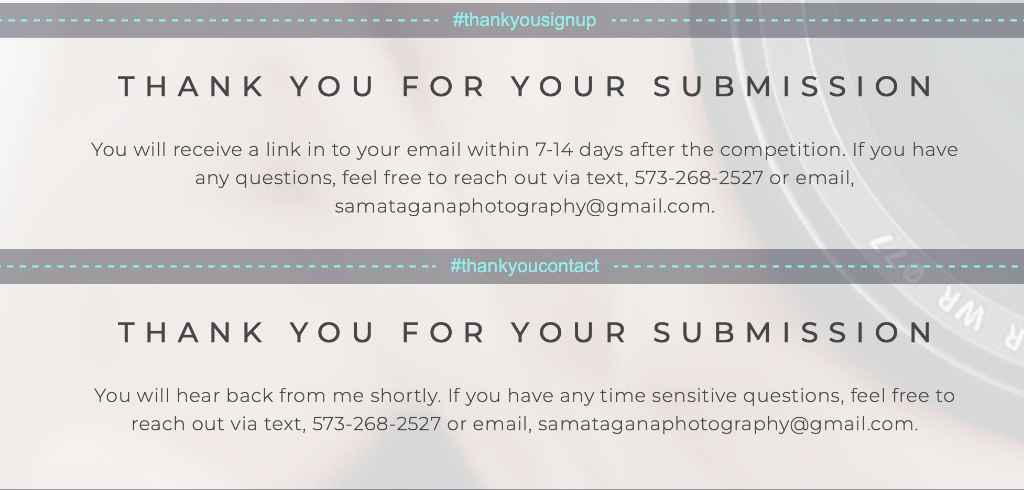 #thankyousignup
THANK YOU FOR YOUR SUBMISSION
You will receive a link in to your email within 7-14 days after the competition. If you have
any questions, feel free to reach out via text, 573-268-2527 or email,
samataganaphotography@gmail.com.
#thankyoucontact
THANK YOU FOR YOUR SUBMISSION
You will hear back from me shortly. If you have any time sensitive questions, feel free to
reach out via text, 573-268-2527 or email, samataganaphotography@gmail.com.
WR